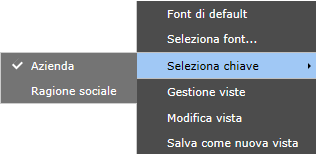 Font di default
Seleziona font...
Seleziona chiave
Azienda
Ragione sociale
Gestione viste
Modifica vista
Salva come nuova vista